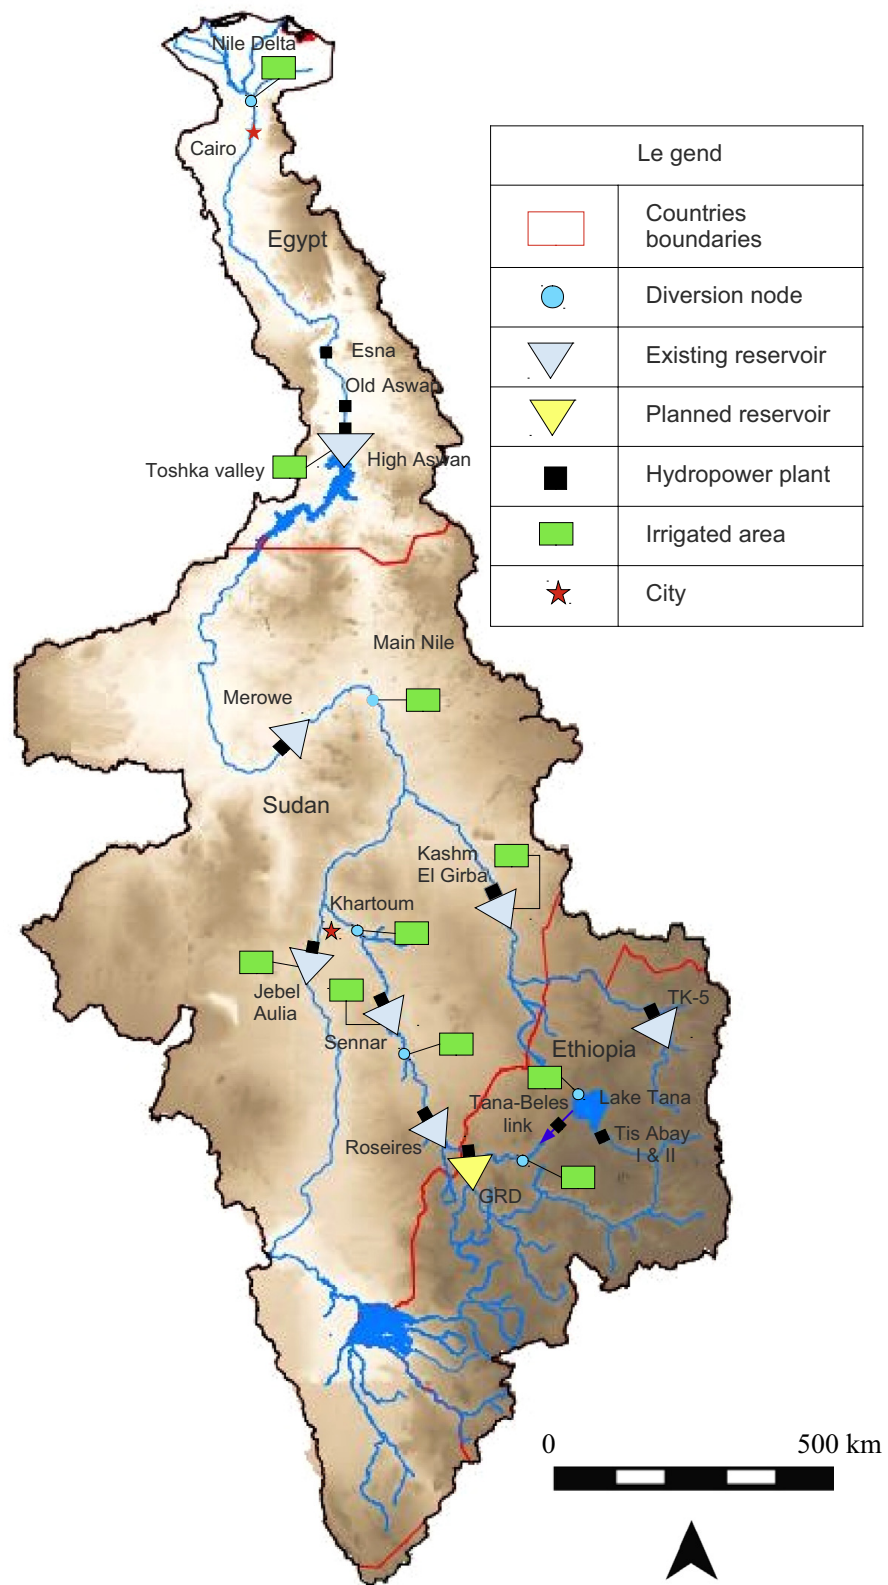 Nile Delta
Cairo
Egypt
Esna
Old Aswan
High Aswan
Toshka valley
Main Nile
Merowe
Sudan
Kashm
El Girba
Khartoum
Jebel
Aulia
Sennar
TK-5
Ethiopia
Lake Tana
Tana-Beles
link
Tis Abay
I & II
Roseires
GRD
Le gend
Countries
boundaries
Diversion node
Existing reservoir
Planned reservoir
Hydropower plant
Irrigated area
City
0 500 km